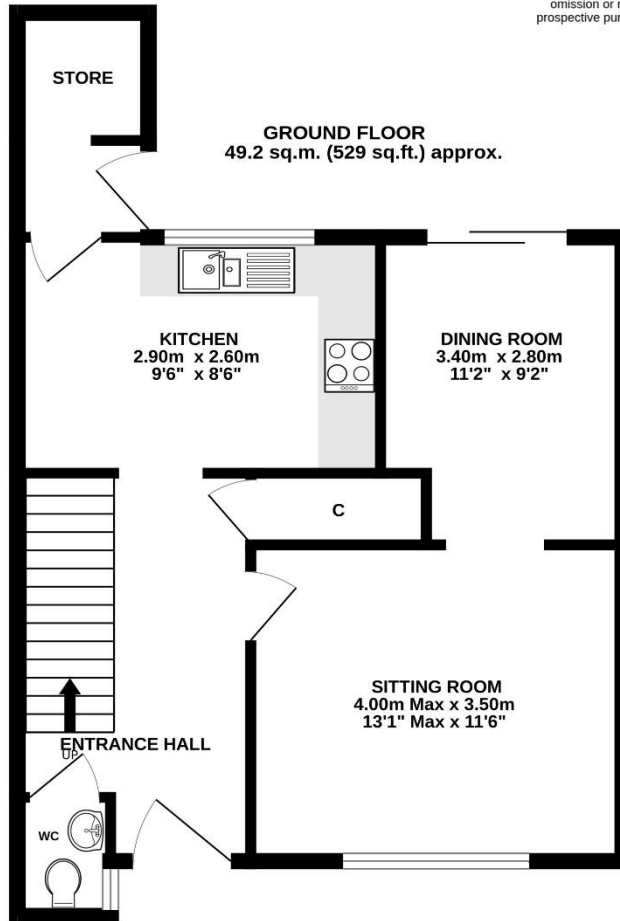 omission or
prospective
STORE
GROUND FLOOR
49.2 sq.m. (529 sq.ft.) approx.
KITCHEN
2.90m x 2.60m
9'6" x 8'6"
DINING ROOM
3.40m x 2.80m
11'2" x 9'2"
C
SITTING ROOM
4.00m Max x 3.50m
13'1" Max x 11'6"
ENTRANCE HALL
UP
WC